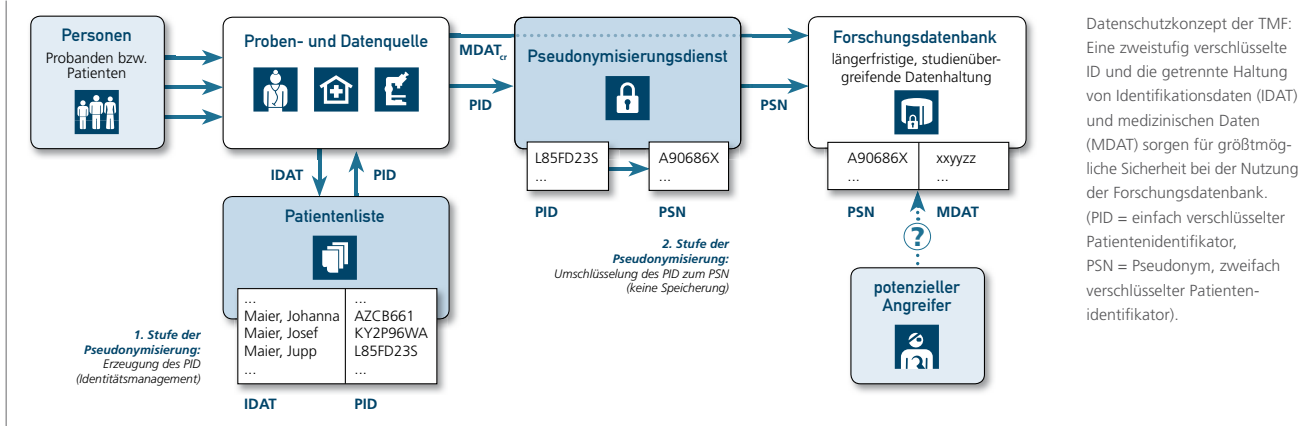 Personen
Probanden bzw.
Patienten
Proben- und Datenquelle
MDATcr
PID
Pseudonymisierungsdienst
PSN
Forschungsdatenbank
längerfristige, studienüber-
greifende Datenhaltung
IDAT
PID
L85FD23S
...
A90686X
...
PID
PSN
A90686X
...
xxyyzz
...
PSN
MDAT
Patientenliste
...
Maier, Johanna
Maier, Josef
Maier, Jupp
...
...
AZCB661
KY2P96WA
L85FD23S
...
IDAT
PID
1. Stufe der
Pseudonymisierung:
Erzeugung des PID
(Identitätsmanagement)
2. Stufe der
Pseudonymisierung:
Umschlüsselung des PID zum PSN
(keine Speicherung)
?
potenzieller
Angreifer
Datenschutzkonzept der TMF:
Eine zweistufig verschlüsselte
ID und die getrennte Haltung
von Identifikationsdaten (IDAT)
und medizinischen Daten
(MDAT) sorgen für größtmög-
liche Sicherheit bei der Nutzung
der Forschungsdatenbank.
(PID = einfach verschlüsselter
Patientenidentifikator,
PSN = Pseudonym, zweifach
verschlüsselter Patienten-
identifikator).